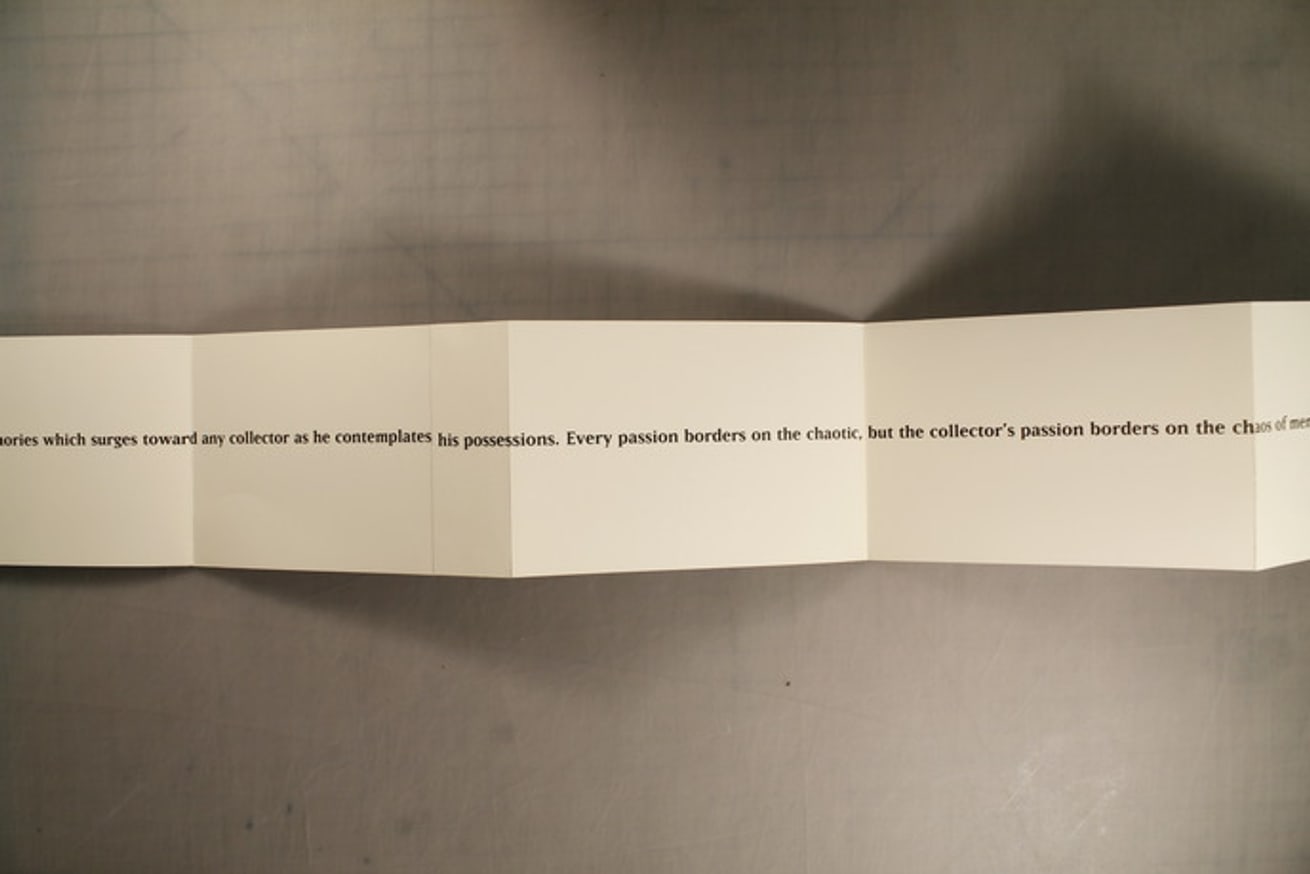 which surges toward any collector as he contemplates his possessions. Every passion borders on the chaotic, but the collector's passion borders on the chaos of